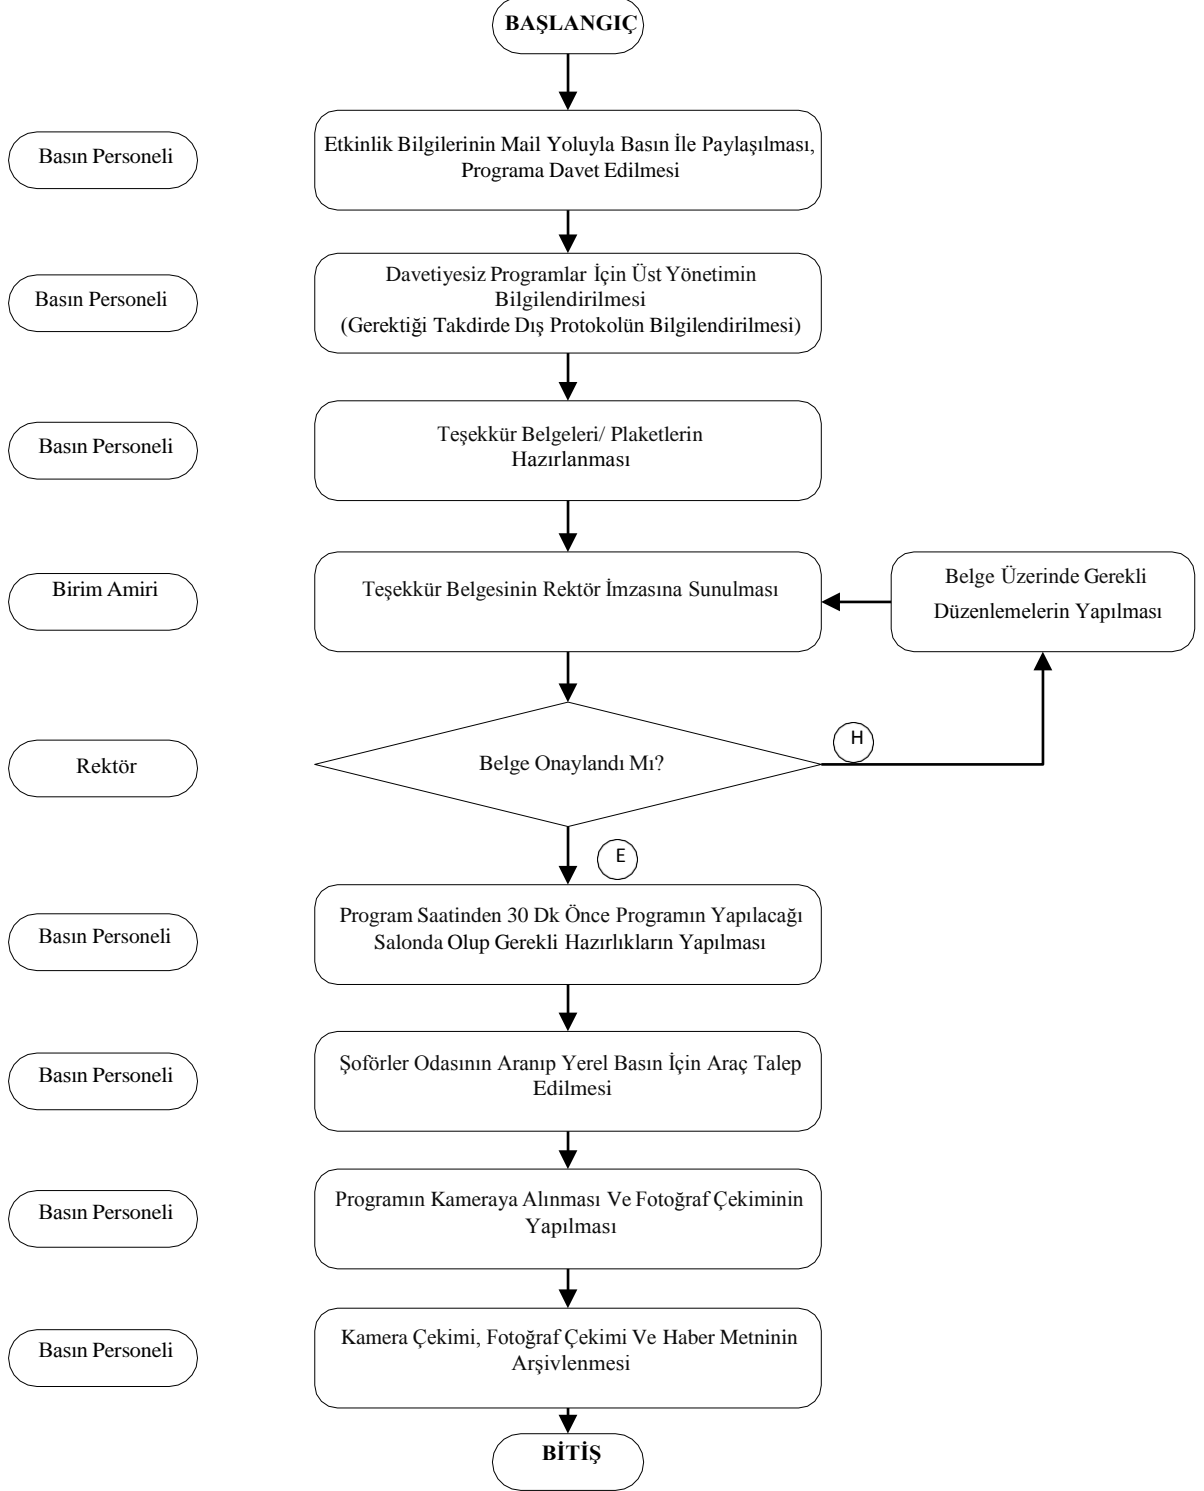 BAŞLANGIÇ
Basın Personeli
Etkinlik Bilgilerinin Mail Yoluyla Basın İle Paylaşılması,
Programa Davet Edilmesi
Basın Personeli
Davetiyesiz Programlar İçin Üst Yönetimin
Bilgilendirilmesi
(Gerektiği Takdirde Dış Protokolün Bilgilendirilmesi)
Basın Personeli
Teşekkür Belgeleri/ Plaketlerin
Hazırlanması
Birim Amiri
Teşekkür Belgesinin Rektör İmzasına Sunulması
Belge Üzerinde Gerekli
Düzenlemelerin Yapılması
Rektör
Belge Onaylandı Mı?
H
E
Basın Personeli
Program Saatinden 30 Dk Önce Programın Yapılacağı
Salonda Olup Gerekli Hazırlıkların Yapılması
Basın Personeli
Şoförler Odasının Aranıp Yerel Basın İçin Araç Talep
Edilmesi
Basın Personeli
Programın Kameraya Alınması Ve Fotoğraf Çekiminin
Yapılması
Basın Personeli
Kamera Çekimi, Fotoğraf Çekimi Ve Haber Metninin
Arşivlenmesi
BİTİŞ